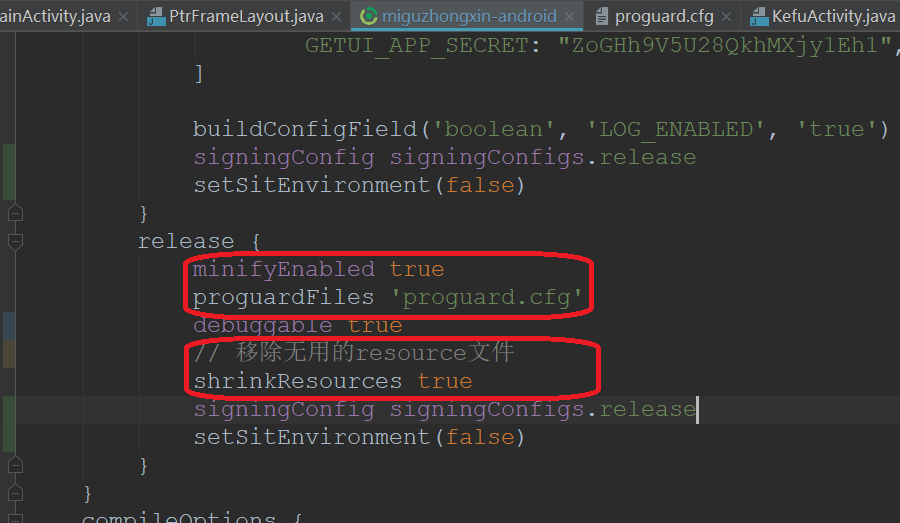 ainActivity.java × PtrFrameLayout.java × miguzhongxin-android × proguard.cfg × KefuActivity.java
GETUI_APP_SECRET: "ZoGHh9V5U28QkhMXjy1Eh1",
]
buildConfigField('boolean', 'LOG_ENABLED', 'true')
signingConfig signingConfigs.release
setSitEnvironment(false)
}
release {
minifyEnabled true
proguardFiles 'proguard.cfg'
debuggable true
// 移除无用的resource文件
shrinkResources true
signingConfig signingConfigs.release
setSitEnvironment(false)
}
}
compileOptions {